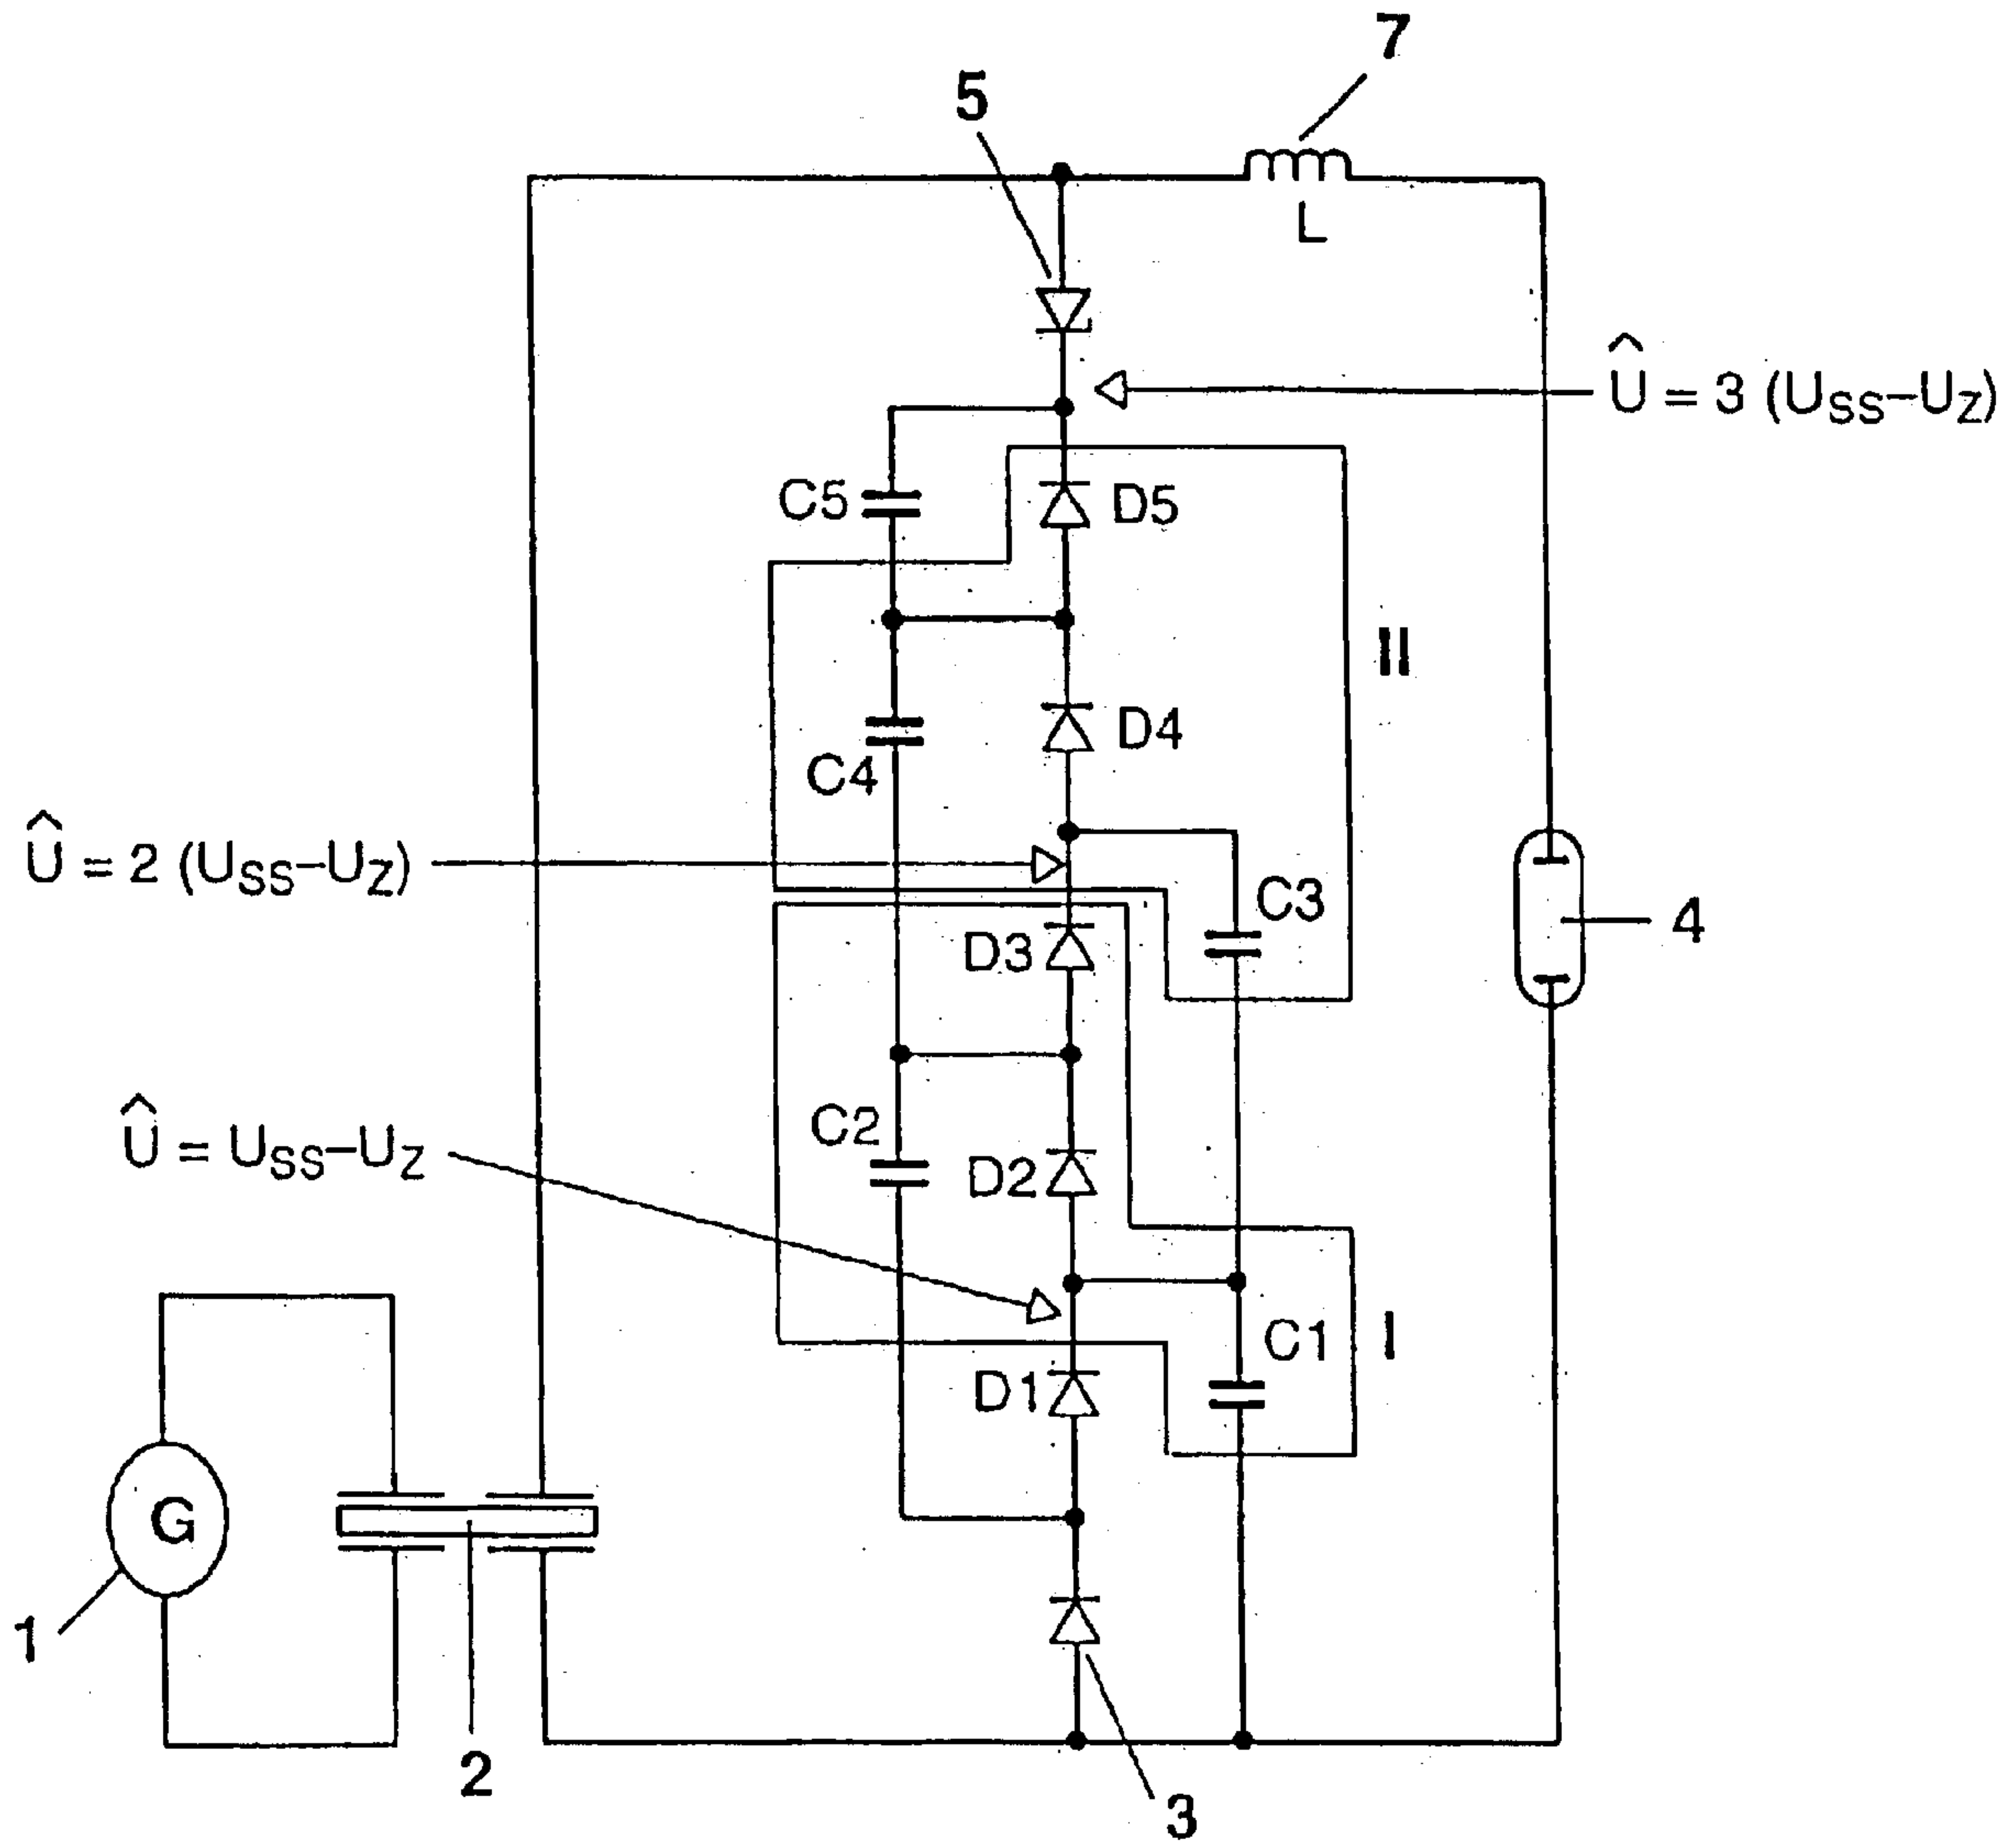 7
5
L
Û = 3 (USS–UZ)
C5
D5
II
D4
C4
Û = 2 (USS–UZ)
C3
4
D3
C2
Û = USS–UZ
D2
C1
I
D1
G
1
2
3